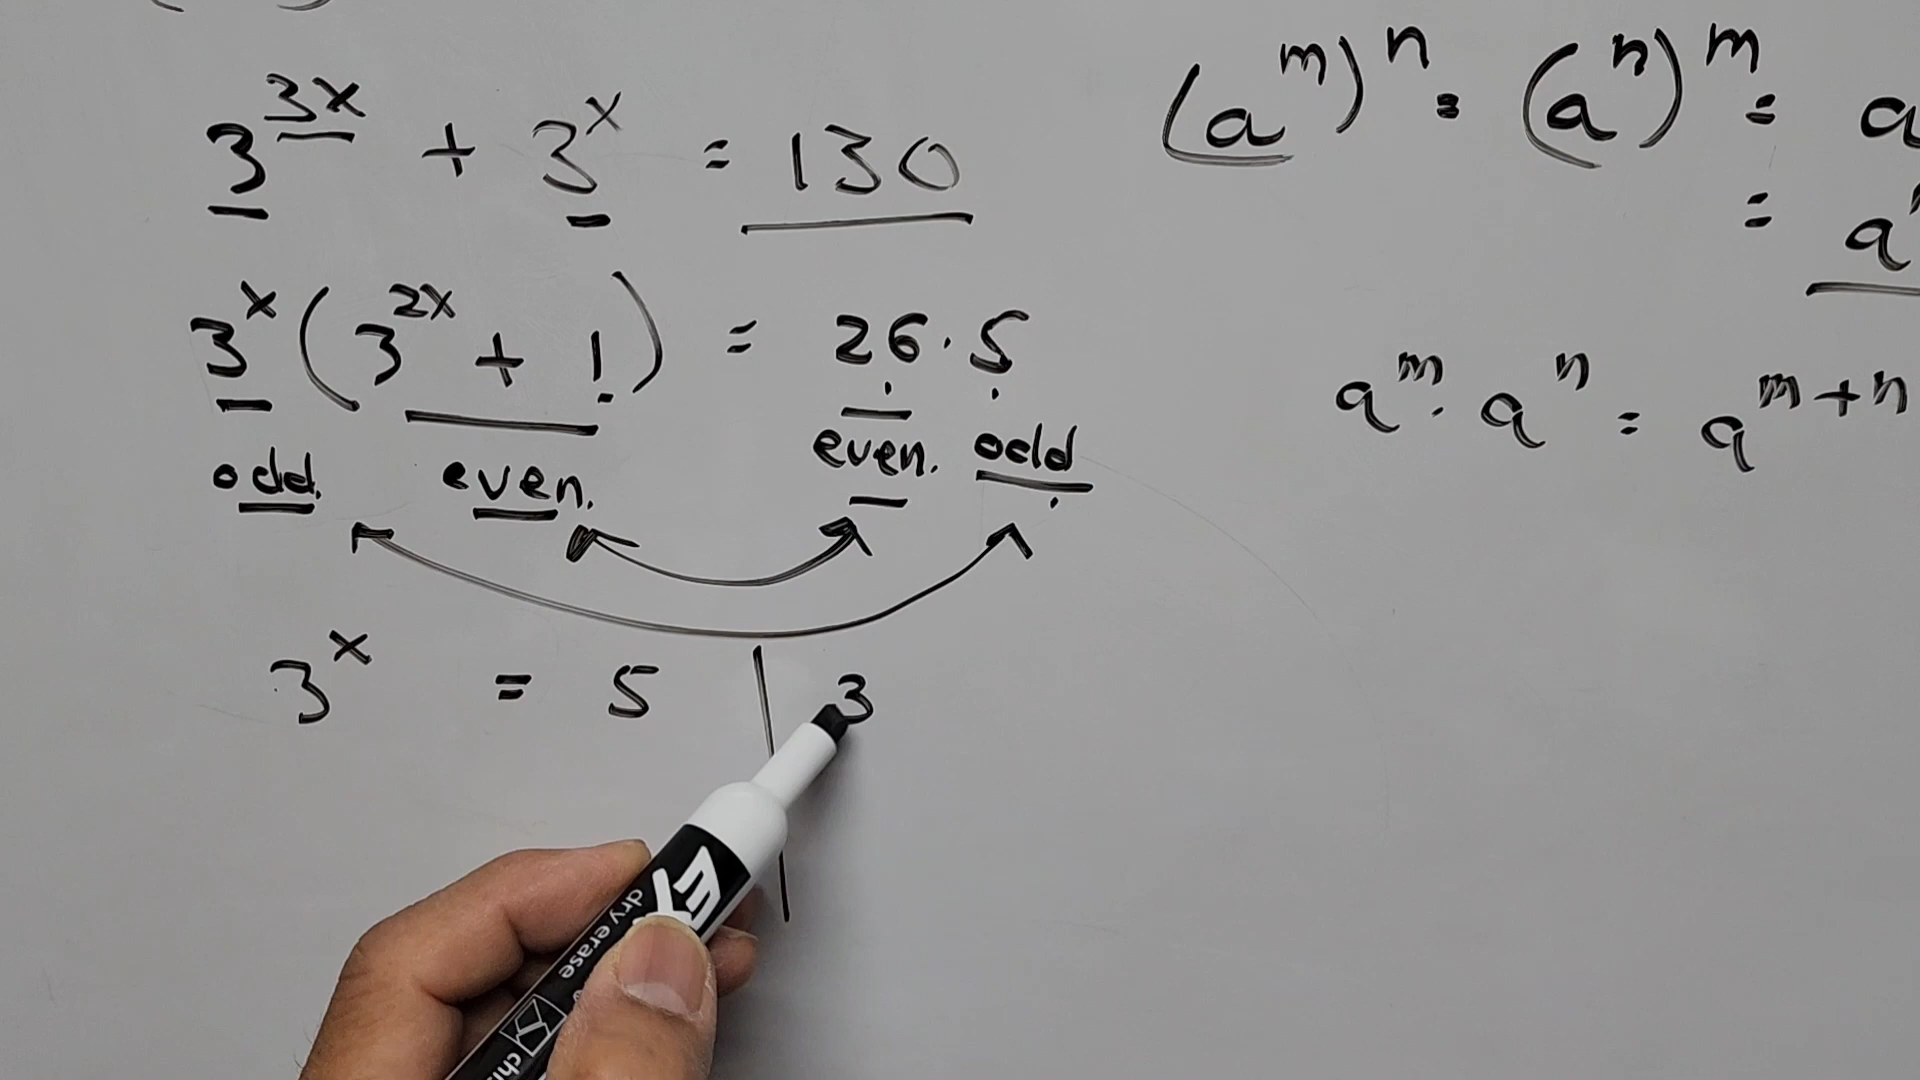 3^{3x} + 3^x = 130
(a^m)^n = (a^n)^m = a
= a
3^x (3^{2x} + 1) = 26 · 5
a^m · a^n = a^{m+n}
odd. even. even. odd
3^x = 5 | 3
EX
dry erase